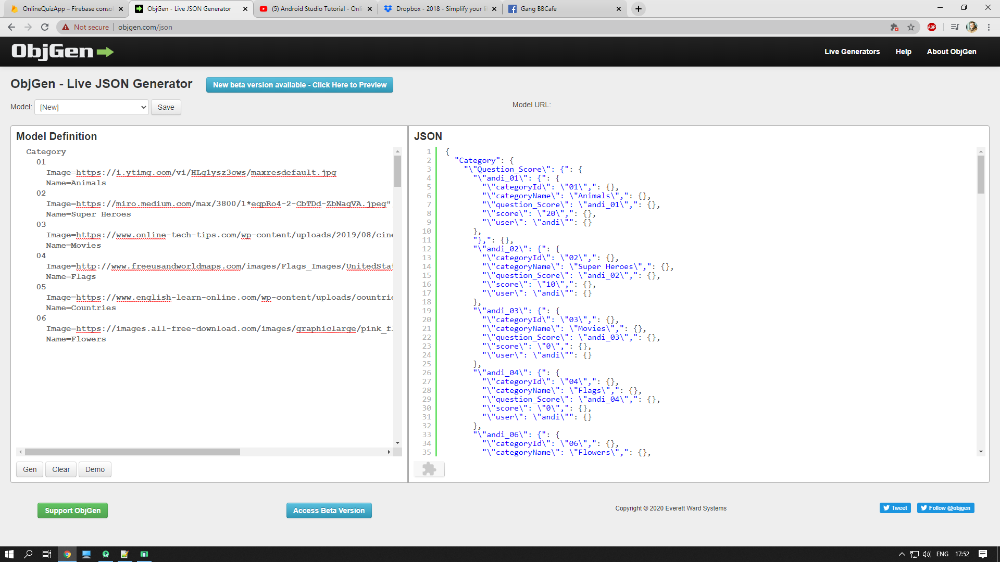 OnlineQuizApp – Firebase consol
ObjGen - Live JSON Generator
(5) Android Studio Tutorial - Onli
Dropbox - 2018 - Simplify your li
Gang BBCafe
Not secure
objgen.com/json
ABP
ObjGen
Live Generators
Help
About ObjGen
ObjGen - Live JSON Generator
New beta version available - Click Here to Preview
Model:
[New]
Save
Model URL:
Model Definition
Category
01
Image=https://i.ytimg.com/vi/HLg1ysz3cws/maxresdefault.jpg
Name=Animals
02
Image=https://miro.medium.com/max/3800/1*eqpRo4-2-CbTDd-ZbNaqVA.jpeg"
Name=Super Heroes
03
Image=https://www.online-tech-tips.com/wp-content/uploads/2019/08/cine
Name=Movies
04
Image=http://www.freeusandworldmaps.com/images/Flags_Images/UnitedStat
Name=Flags
05
Image=https://www.english-learn-online.com/wp-content/uploads/countrie
Name=Countries
06
Image=https://images.all-free-download.com/images/graphiclarge/pink_fl
Name=Flowers
Gen
Clear
Demo
JSON
1 {
2 "Category": {
3 "\"Question_Score\": {": {
4 "\"andi_01\": {": {
5 "\"categoryId\": \"01\",": {},
6 "\"categoryName\": \"Animals\",": {},
7 "\"question_Score\": \"andi_01\",": {},
8 "\"score\": \"20\",": {},
9 "\"user\": \"andi\"": {}
10 },
11 "},": {},
12 "\"andi_02\": {": {
13 "\"categoryId\": \"02\",": {},
14 "\"categoryName\": \"Super Heroes\",": {},
15 "\"question_Score\": \"andi_02\",": {},
16 "\"score\": \"10\",": {},
17 "\"user\": \"andi\"": {}
18 },
19 "\"andi_03\": {": {
20 "\"categoryId\": \"03\",": {},
21 "\"categoryName\": \"Movies\",": {},
22 "\"question_Score\": \"andi_03\",": {},
23 "\"score\": \"0\",": {},
24 "\"user\": \"andi\"": {}
25 },
26 "\"andi_04\": {": {
27 "\"categoryId\": \"04\",": {},
28 "\"categoryName\": \"Flags\",": {},
29 "\"question_Score\": \"andi_04\",": {},
30 "\"score\": \"0\",": {},
31 "\"user\": \"andi\"": {}
32 },
33 "\"andi_06\": {": {
34 "\"categoryId\": \"06\",": {},
35 "\"categoryName\": \"Flowers\",": {},
Support ObjGen
Access Beta Version
Copyright © 2020 Everett Ward Systems
Tweet
Follow @objgen
ENG
17:52